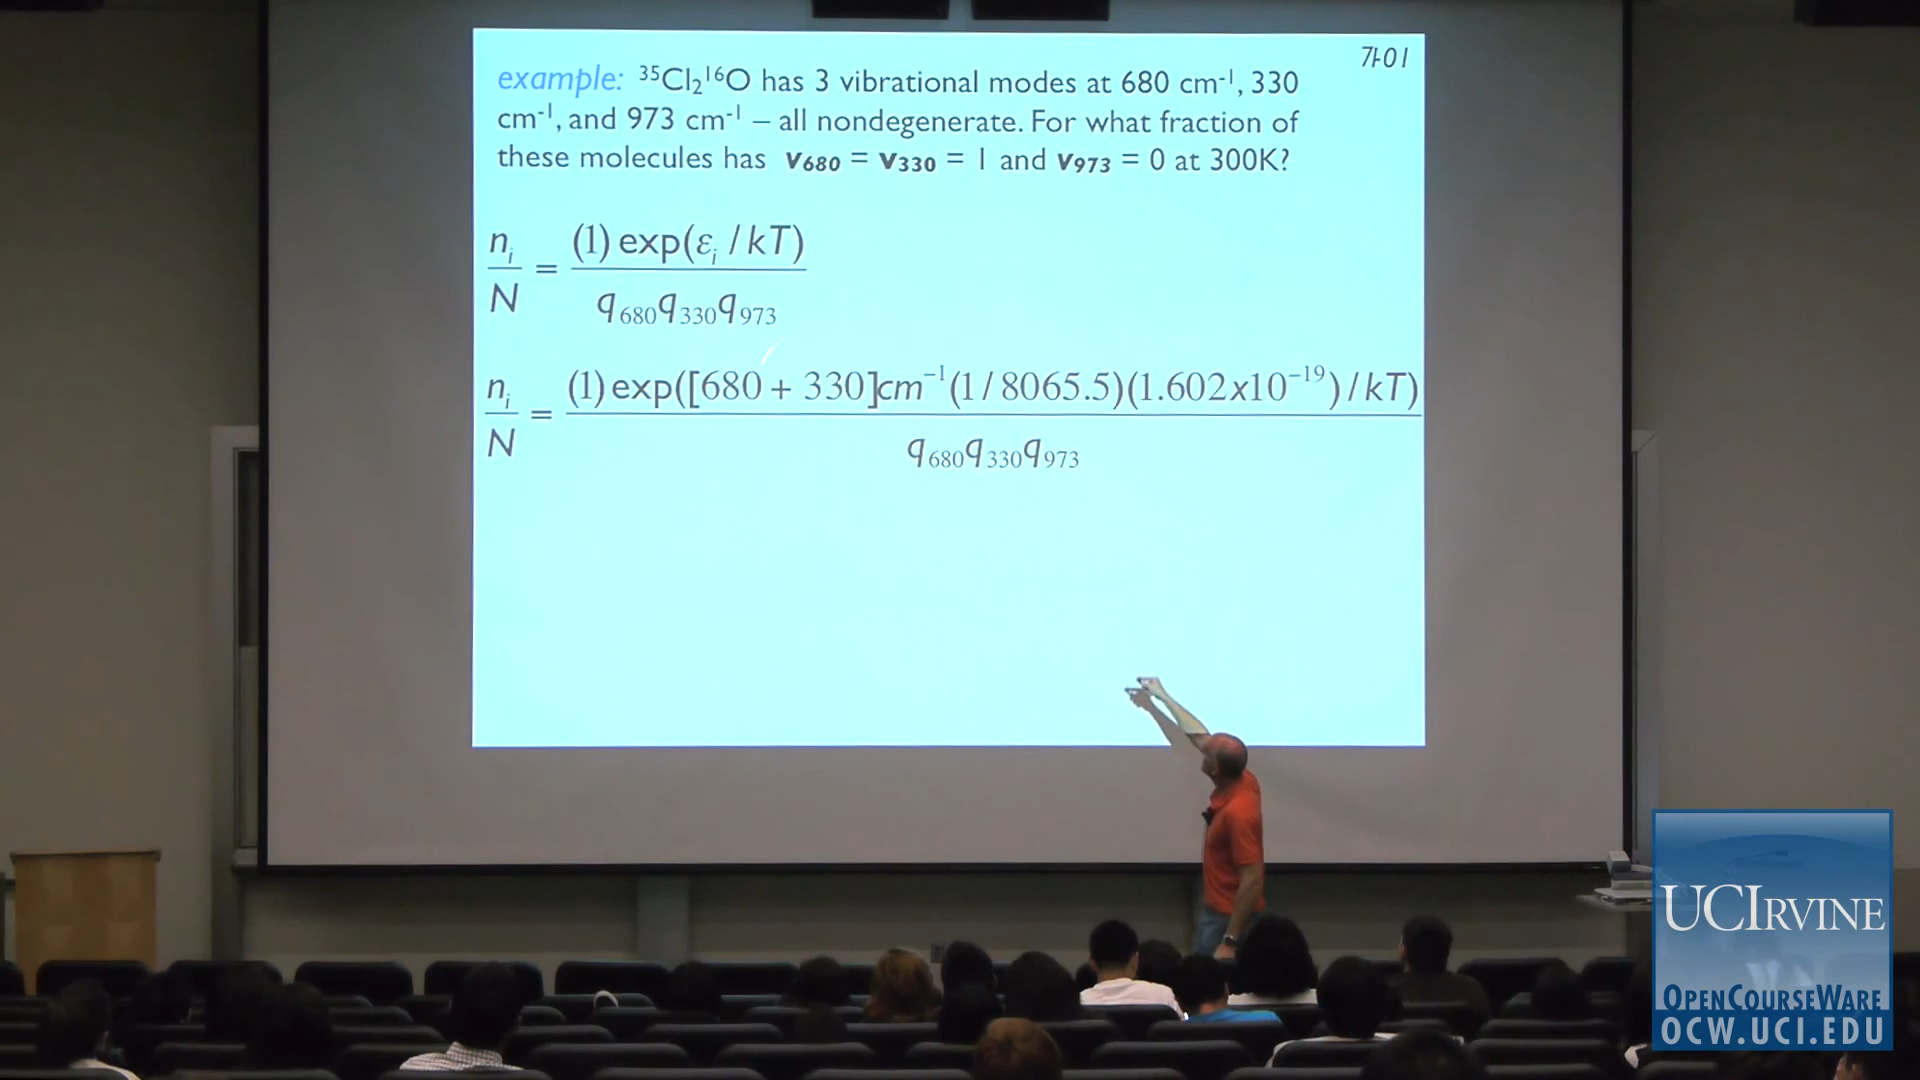 7H01
example: ³⁵Cl₂¹⁶O has 3 vibrational modes at 680 cm⁻¹, 330
cm⁻¹, and 973 cm⁻¹ – all nondegenerate. For what fraction of
these molecules has v₆₈₀ = v₃₃₀ = 1 and v₉₇₃ = 0 at 300K?
nᵢ/N = (1) exp(εᵢ / kT) / q₆₈₀q₃₃₀q₉₇₃
nᵢ/N = (1) exp([680 + 330]cm⁻¹(1/8065.5)(1.602x10⁻¹⁹)/kT) / q₆₈₀q₃₃₀q₉₇₃
UCIRVINE
OPENCOURSEWARE
OCW.UCI.EDU